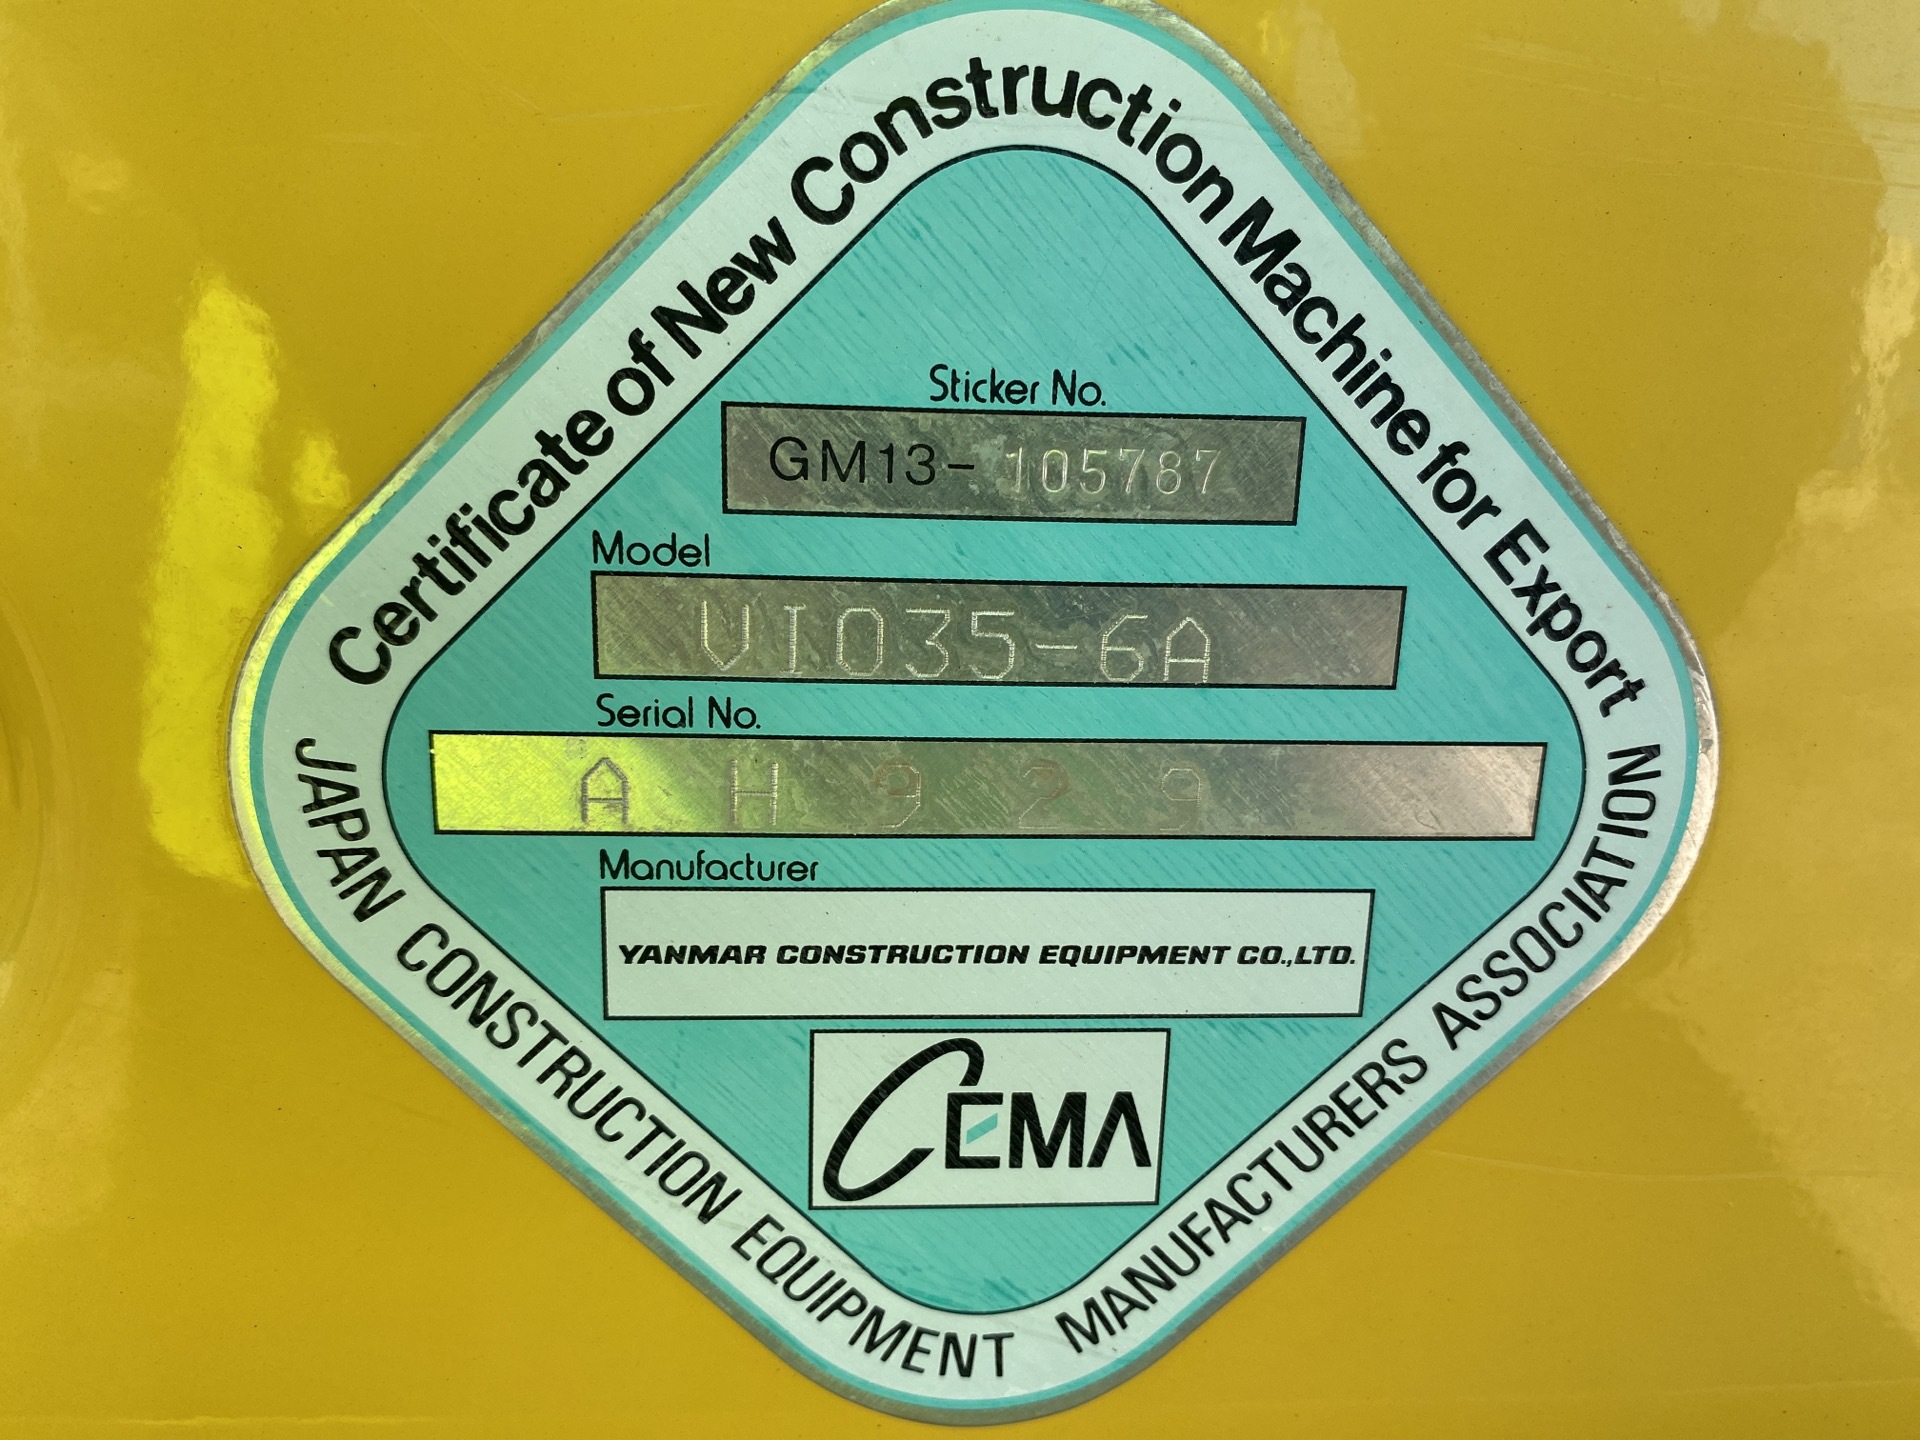 Certificate of New Construction Machine for Export
Sticker No.
GM13-105787
Model
VIO35-6A
Serial No.
AH929
Manufacturer
YANMAR CONSTRUCTION EQUIPMENT CO.,LTD.
CEMA
JAPAN CONSTRUCTION EQUIPMENT MANUFACTURERS ASSOCIATION